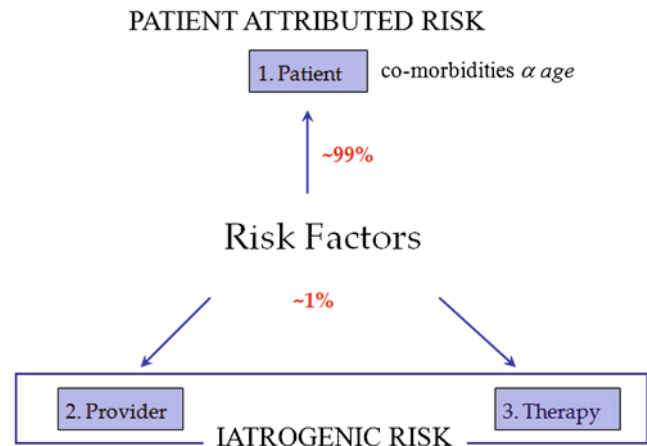 PATIENT ATTRIBUTED RISK
1. Patient co-morbidities α age
~99%
Risk Factors
~1%
2. Provider 3. Therapy
IATROGENIC RISK